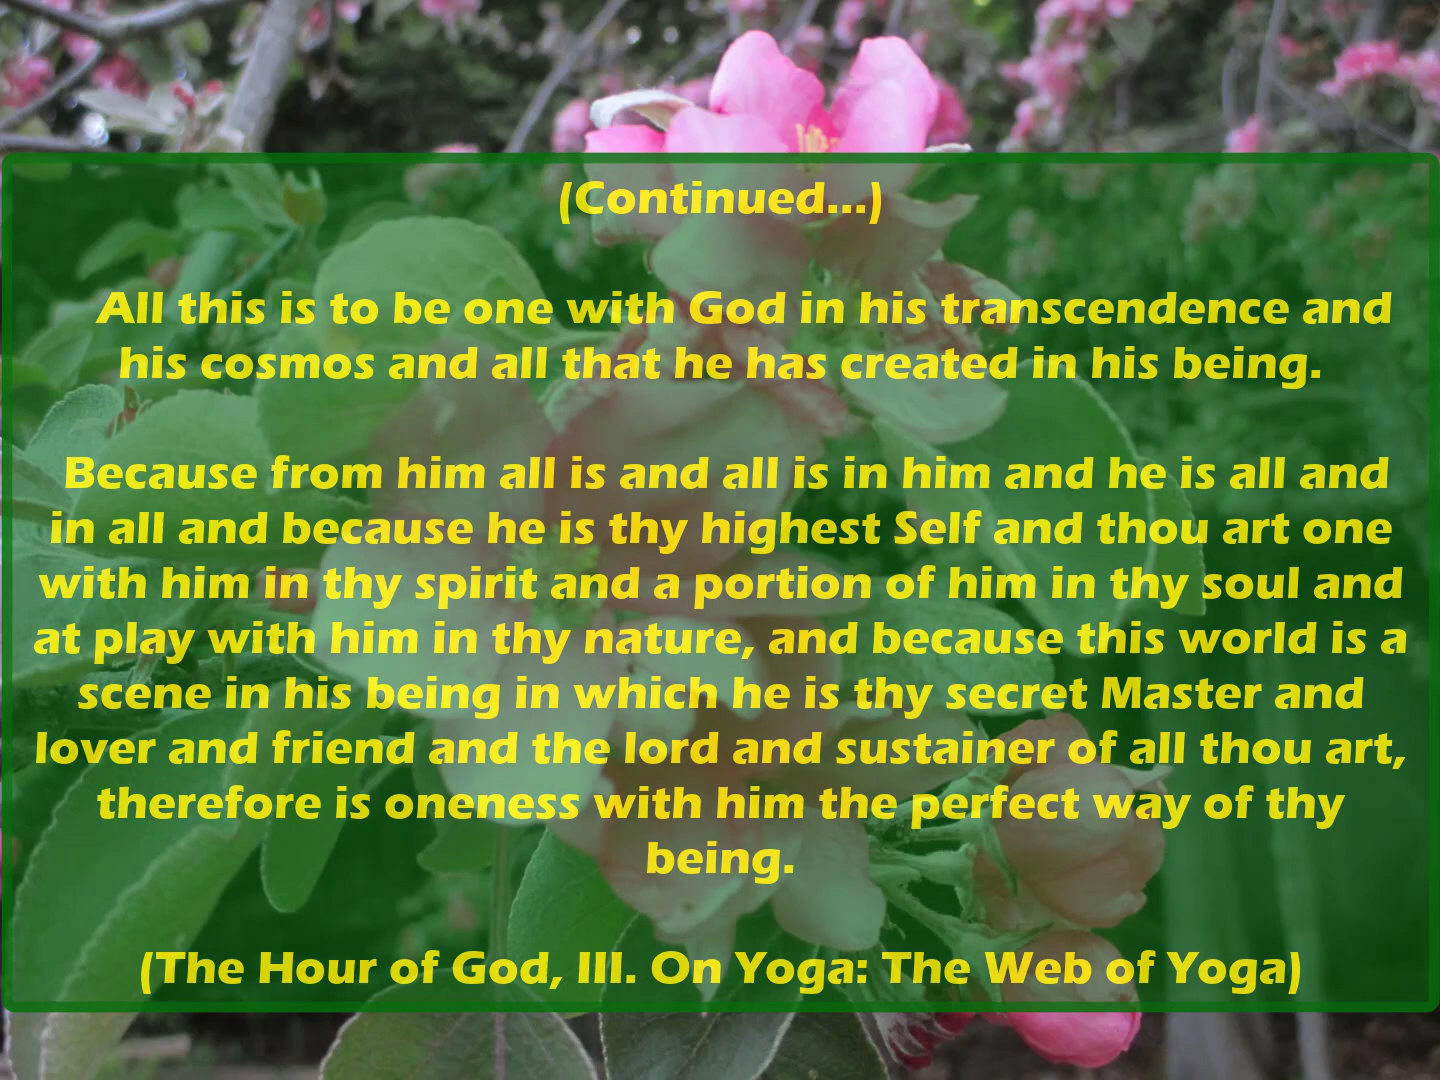 (Continued...)
All this is to be one with God in his transcendence and
his cosmos and all that he has created in his being.
Because from him all is and all is in him and he is all and
in all and because he is thy highest Self and thou art one
with him in thy spirit and a portion of him in thy soul and
at play with him in thy nature, and because this world is a
scene in his being in which he is thy secret Master and
lover and friend and the lord and sustainer of all thou art,
therefore is oneness with him the perfect way of thy
being.
(The Hour of God, III. On Yoga: The Web of Yoga)